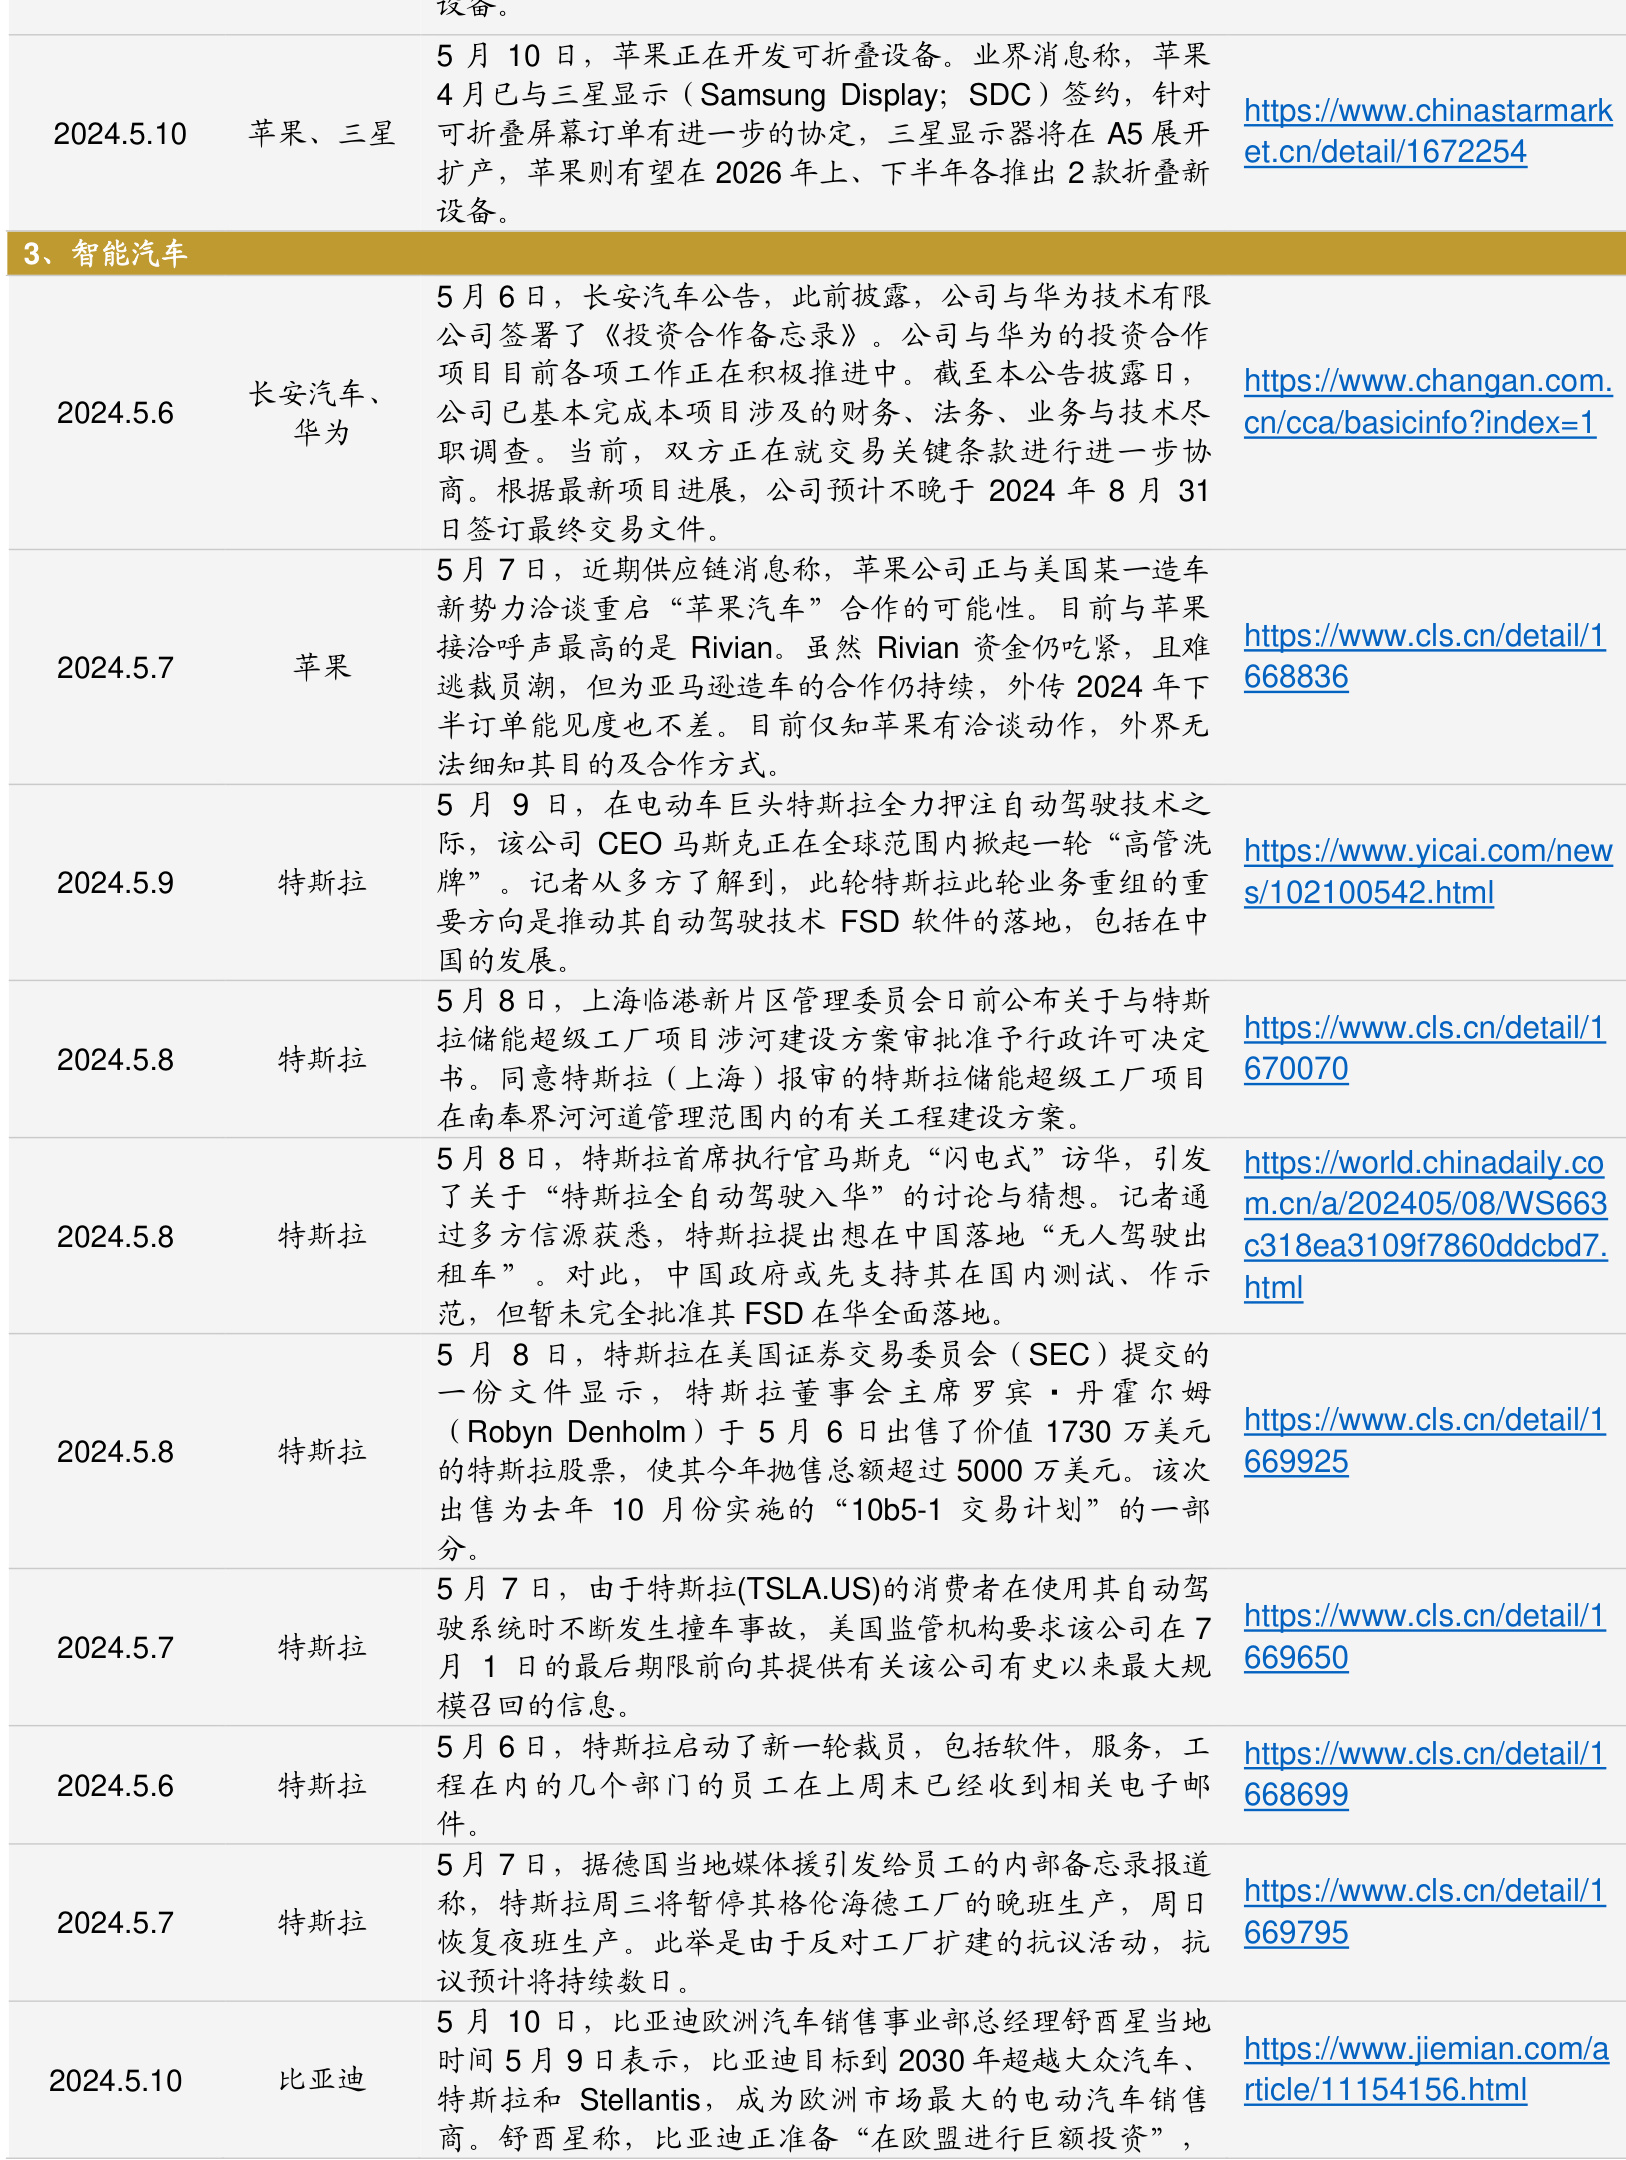 设备。
5 月 10 日，苹果正在开发可折叠设备。业界消息称，苹果
4 月已与三星显示（Samsung Display；SDC）签约，针对
可折叠屏幕订单有进一步的协定，三星显示器将在 A5 展开
扩产，苹果则有望在 2026 年上、下半年各推出 2 款折叠新
设备。
2024.5.10
苹果、三星
https://www.chinastarmark
et.cn/detail/1672254
3、智能汽车
2024.5.6
长安汽车、
华为
5 月 6 日，长安汽车公告，此前披露，公司与华为技术有限
公司签署了《投资合作备忘录》。公司与华为的投资合作
项目目前各项工作正在积极推进中。截至本公告披露日，
公司已基本完成本项目涉及的财务、法务、业务与技术尽
职调查。当前，双方正在就交易关键条款进行进一步协
商。根据最新项目进展，公司预计不晚于 2024 年 8 月 31
日签订最终交易文件。
https://www.changan.com.
cn/cca/basicinfo?index=1
2024.5.7
苹果
5 月 7 日，近期供应链消息称，苹果公司正与美国某一造车
新势力洽谈重启“苹果汽车”合作的可能性。目前与苹果
接洽呼声最高的是 Rivian。虽然 Rivian 资金仍吃紧，且难
逃裁员潮，但为亚马逊造车的合作仍持续，外传 2024 年下
半订单能见度也不差。目前仅知苹果有洽谈动作，外界无
法细知其目的及合作方式。
https://www.cls.cn/detail/1
668836
2024.5.9
特斯拉
5 月 9 日，在电动车巨头特斯拉全力押注自动驾驶技术之
际，该公司 CEO 马斯克正在全球范围内掀起一轮“高管洗
牌”。记者从多方了解到，此轮特斯拉此轮业务重组的重
要方向是推动其自动驾驶技术 FSD 软件的落地，包括在中
国的发展。
https://www.yicai.com/new
s/102100542.html
2024.5.8
特斯拉
5 月 8 日，上海临港新片区管理委员会日前公布关于与特斯
拉储能超级工厂项目涉河建设方案审批准予行政许可决定
书。同意特斯拉（上海）报审的特斯拉储能超级工厂项目
在南奉界河河道管理范围内的有关工程建设方案。
https://www.cls.cn/detail/1
670070
2024.5.8
特斯拉
5 月 8 日，特斯拉首席执行官马斯克“闪电式”访华，引发
了关于“特斯拉全自动驾驶入华”的讨论与猜想。记者通
过多方信源获悉，特斯拉提出想在中国落地“无人驾驶出
租车”。对此，中国政府或先支持其在国内测试、作示
范，但暂未完全批准其 FSD 在华全面落地。
https://world.chinadaily.co
m.cn/a/202405/08/WS663
c318ea3109f7860ddcbd7.
html
2024.5.8
特斯拉
5 月 8 日，特斯拉在美国证券交易委员会（SEC）提交的
一份文件显示，特斯拉董事会主席罗宾·丹霍尔姆
（Robyn Denholm）于 5 月 6 日出售了价值 1730 万美元
的特斯拉股票，使其今年抛售总额超过 5000 万美元。该次
出售为去年 10 月份实施的“10b5-1 交易计划”的一部
分。
https://www.cls.cn/detail/1
669925
2024.5.7
特斯拉
5 月 7 日，由于特斯拉(TSLA.US)的消费者在使用其自动驾
驶系统时不断发生撞车事故，美国监管机构要求该公司在 7
月 1 日的最后期限前向其提供有关该公司有史以来最大规
模召回的信息。
https://www.cls.cn/detail/1
669650
2024.5.6
特斯拉
5 月 6 日，特斯拉启动了新一轮裁员，包括软件，服务，工
程在内的几个部门的员工在上周末已经收到相关电子邮
件。
https://www.cls.cn/detail/1
668699
2024.5.7
特斯拉
5 月 7 日，据德国当地媒体援引发给员工的内部备忘录报道
称，特斯拉周三将暂停其格伦海德工厂的晚班生产，周日
恢复夜班生产。此举是由于反对工厂扩建的抗议活动，抗
议预计将持续数日。
https://www.cls.cn/detail/1
669795
2024.5.10
比亚迪
5 月 10 日，比亚迪欧洲汽车销售事业部总经理舒酉星当地
时间 5 月 9 日表示，比亚迪目标到 2030 年超越大众汽车、
特斯拉和 Stellantis，成为欧洲市场最大的电动汽车销售
商。舒酉星称，比亚迪正准备“在欧盟进行巨额投资”，
https://www.jiemian.com/a
rticle/11154156.html